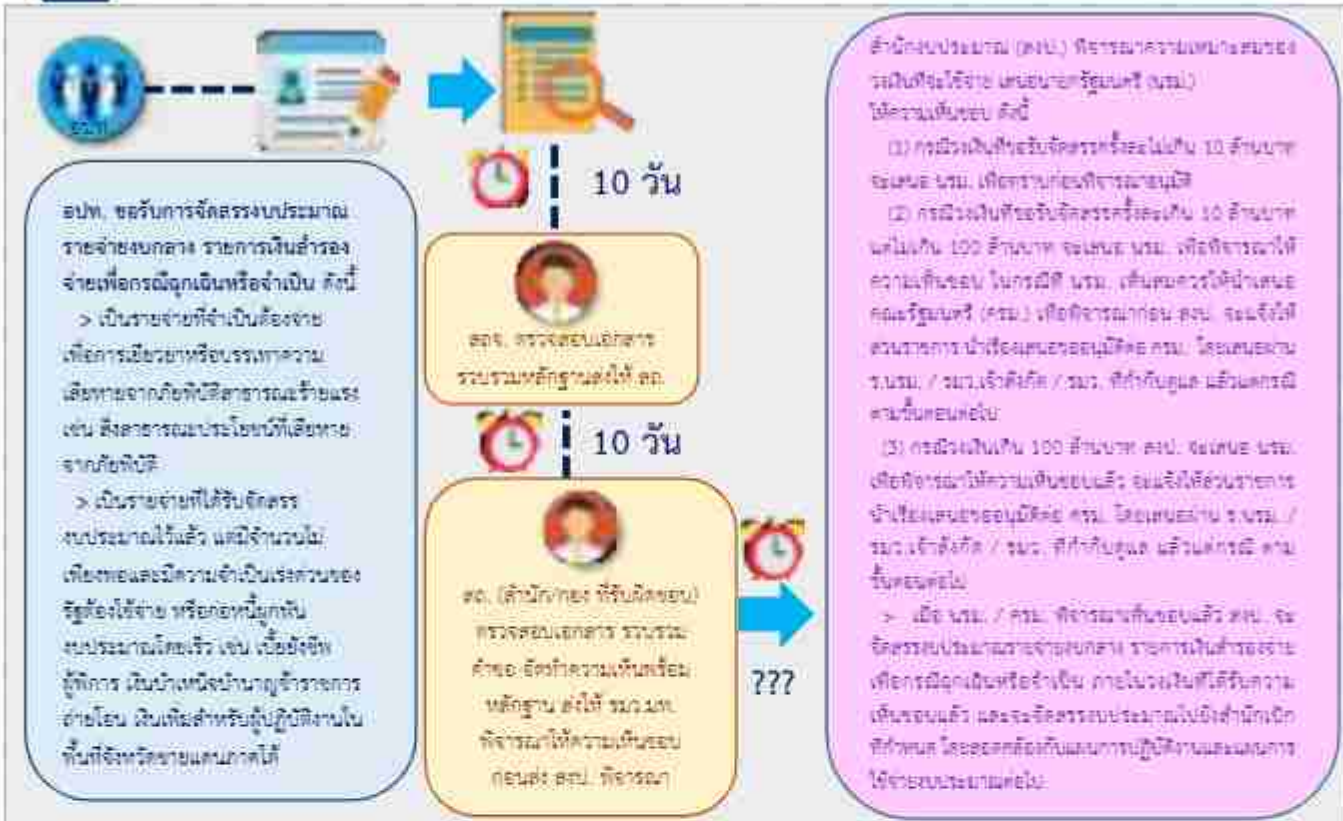 อปท.
อปท. ขอรับการจัดสรรงบประมาณ
รายจ่ายงบกลาง รายการเงินสำรอง
จ่ายเพื่อกรณีฉุกเฉินหรือจำเป็น ดังนี้
> เป็นรายจ่ายที่จำเป็นต้องจ่าย
เพื่อการเยียวยาหรือบรรเทาความ
เสียหายจากภัยพิบัติสาธารณะร้ายแรง
เช่น สิ่งสาธารณะประโยชน์ที่เสียหาย
จากภัยพิบัติ
> เป็นรายจ่ายที่ได้รับจัดสรร
งบประมาณไว้แล้ว แต่มีจำนวนไม่
เพียงพอและมีความจำเป็นเร่งด่วนของ
รัฐต้องใช้จ่าย หรือก่อหนี้ผูกพัน
งบประมาณโดยเร็ว เช่น เบี้ยยังชีพ
ผู้พิการ เงินบำเหน็จบำนาญข้าราชการ
ถ่ายโอน เงินเพิ่มสำหรับผู้ปฏิบัติงานใน
พื้นที่จังหวัดชายแดนภาคใต้
10 วัน
สถจ. ตรวจสอบเอกสาร
รวบรวมหลักฐานส่งให้ สถ.
10 วัน
สถ. (สำนัก/กอง ที่รับผิดชอบ)
ตรวจสอบเอกสาร รวบรวม
คำขอ จัดทำความเห็นพร้อม
หลักฐาน ส่งให้ รมว.มท.
พิจารณาให้ความเห็นชอบ
ก่อนส่ง สงป. พิจารณา
???
สำนักงบประมาณ (สงป.) พิจารณาความเหมาะสมของ
วงเงินที่จะใช้จ่าย เสนอนายกรัฐมนตรี (นรม.)
ให้ความเห็นชอบ ดังนี้
(1) กรณีวงเงินที่ขอรับจัดสรรครั้งละไม่เกิน 10 ล้านบาท
จะเสนอ นรม. เพื่อทราบก่อนพิจารณาอนุมัติ
(2) กรณีวงเงินที่ขอรับจัดสรรครั้งละเกิน 10 ล้านบาท
แต่ไม่เกิน 100 ล้านบาท จะเสนอ นรม. เพื่อพิจารณาให้
ความเห็นชอบ ในกรณีที่ นรม. เห็นสมควรให้นำเสนอ
คณะรัฐมนตรี (ครม.) เพื่อพิจารณาก่อน สงป. จะแจ้งให้
ส่วนราชการ นำเรื่องเสนอขออนุมัติต่อ ครม. โดยเสนอผ่าน
ร.นรม. / รมว.เจ้าสังกัด / รมว. ที่กำกับดูแล แล้วแต่กรณี
ตามขั้นตอนต่อไป
(3) กรณีวงเงินเกิน 100 ล้านบาท สงป. จะเสนอ นรม.
เพื่อพิจารณาให้ความเห็นชอบแล้ว จะแจ้งให้ส่วนราชการ
นำเรื่องเสนอขออนุมัติต่อ ครม. โดยเสนอผ่าน ร.นรม. /
รมว.เจ้าสังกัด / รมว. ที่กำกับดูแล แล้วแต่กรณี ตาม
ขั้นตอนต่อไป
> เมื่อ นรม. / ครม. พิจารณาเห็นชอบแล้ว สงป. จะ
จัดสรรงบประมาณรายจ่ายงบกลาง รายการเงินสำรองจ่าย
เพื่อกรณีฉุกเฉินหรือจำเป็น ภายในวงเงินที่ได้รับความ
เห็นชอบแล้ว และจะจัดสรรงบประมาณไปยังสำนักเบิก
ที่กำหนด โดยสอดคล้องกับแผนการปฏิบัติงานและแผนการ
ใช้จ่ายงบประมาณต่อไป